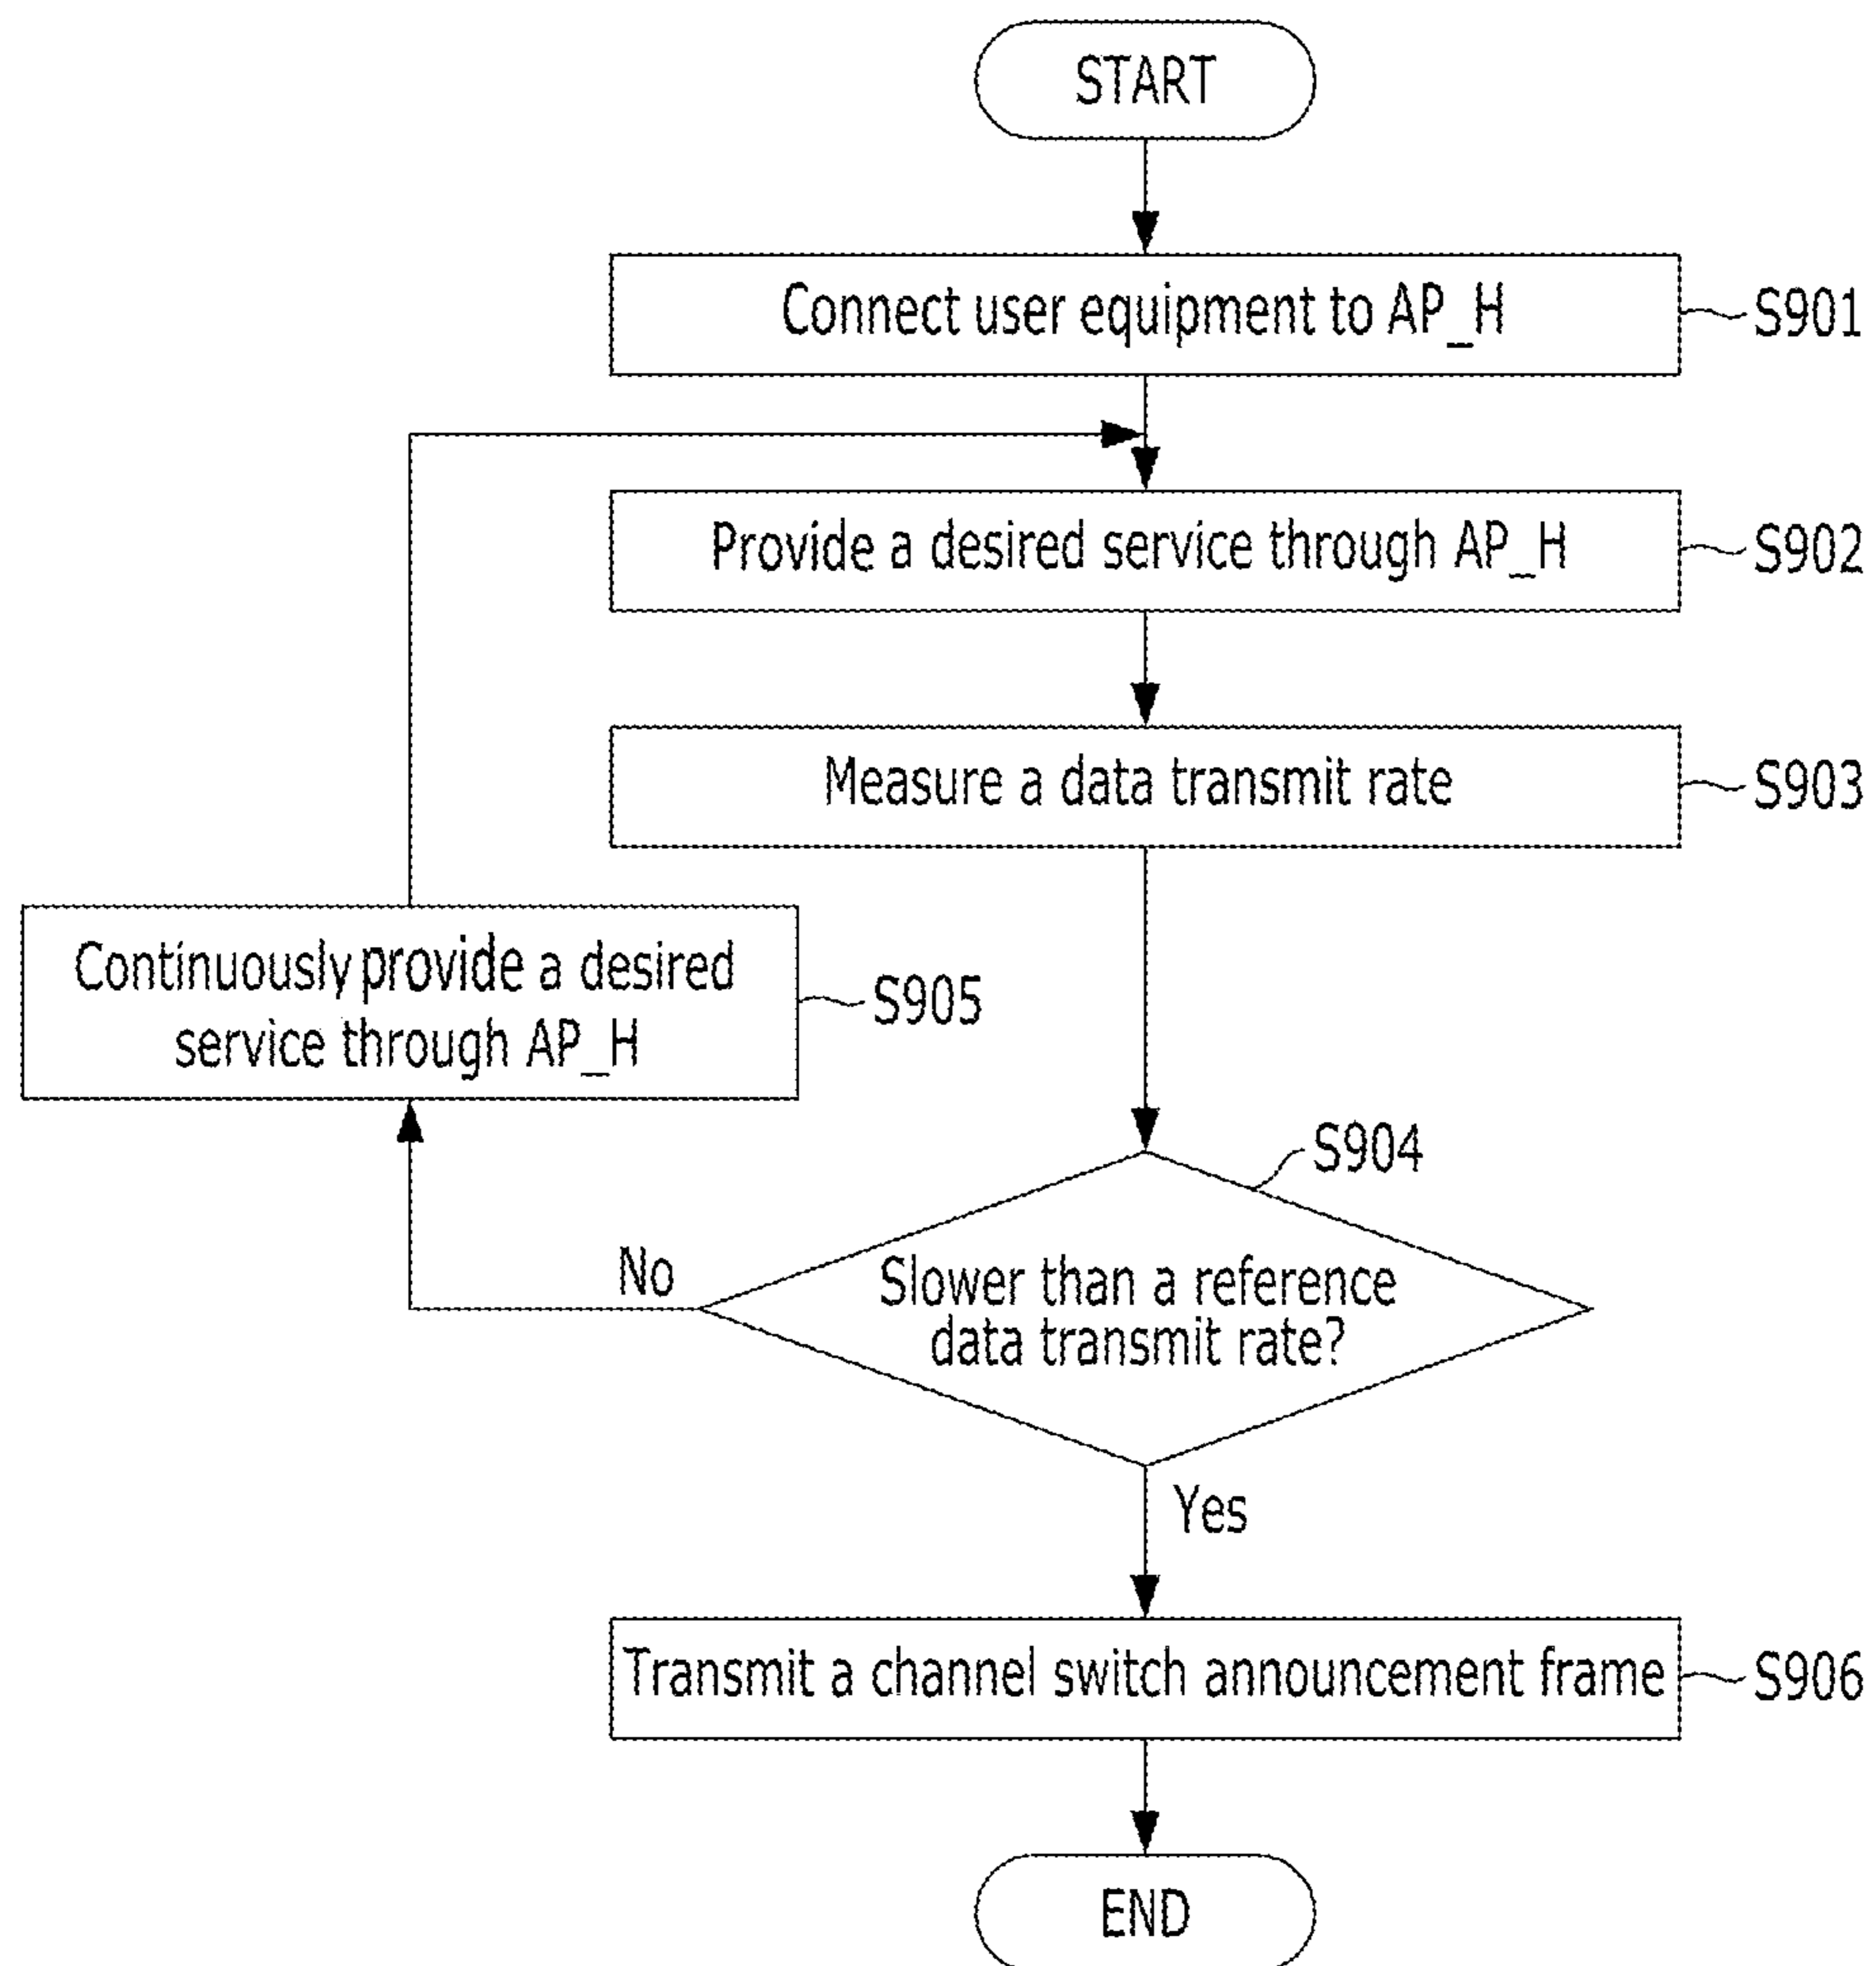 START
Connect user equipment to AP_H
S901
Provide a desired service through AP_H
S902
Measure a data transmit rate
S903
Continuously provide a desired
service through AP_H
S905
S904
No
Slower than a reference
data transmit rate?
Yes
Transmit a channel switch announcement frame
S906
END